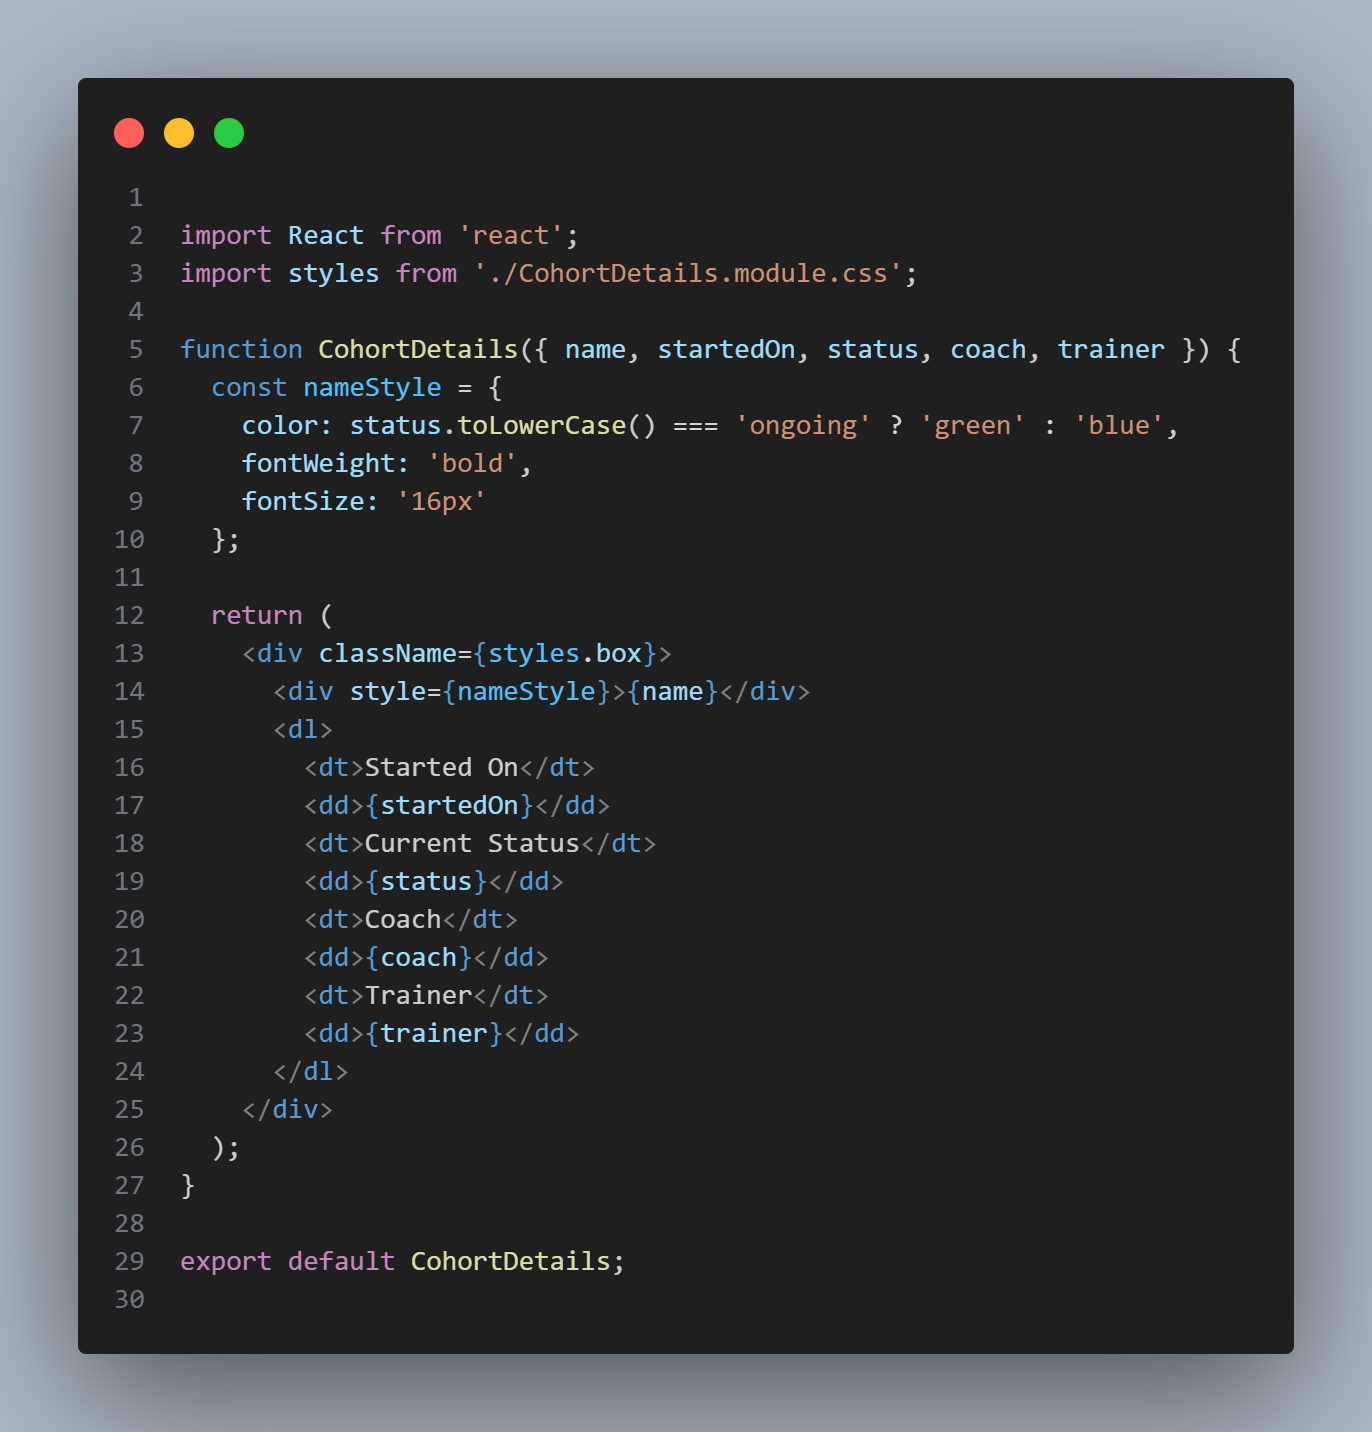 1
2 import React from 'react';
3 import styles from './CohortDetails.module.css';
4
5 function CohortDetails({ name, startedOn, status, coach, trainer }) {
6   const nameStyle = {
7     color: status.toLowerCase() === 'ongoing' ? 'green' : 'blue',
8     fontWeight: 'bold',
9     fontSize: '16px'
10   };
11
12   return (
13     <div className={styles.box}>
14       <div style={nameStyle}>{name}</div>
15       <dl>
16         <dt>Started On</dt>
17         <dd>{startedOn}</dd>
18         <dt>Current Status</dt>
19         <dd>{status}</dd>
20         <dt>Coach</dt>
21         <dd>{coach}</dd>
22         <dt>Trainer</dt>
23         <dd>{trainer}</dd>
24       </dl>
25     </div>
26   );
27 }
28
29 export default CohortDetails;
30